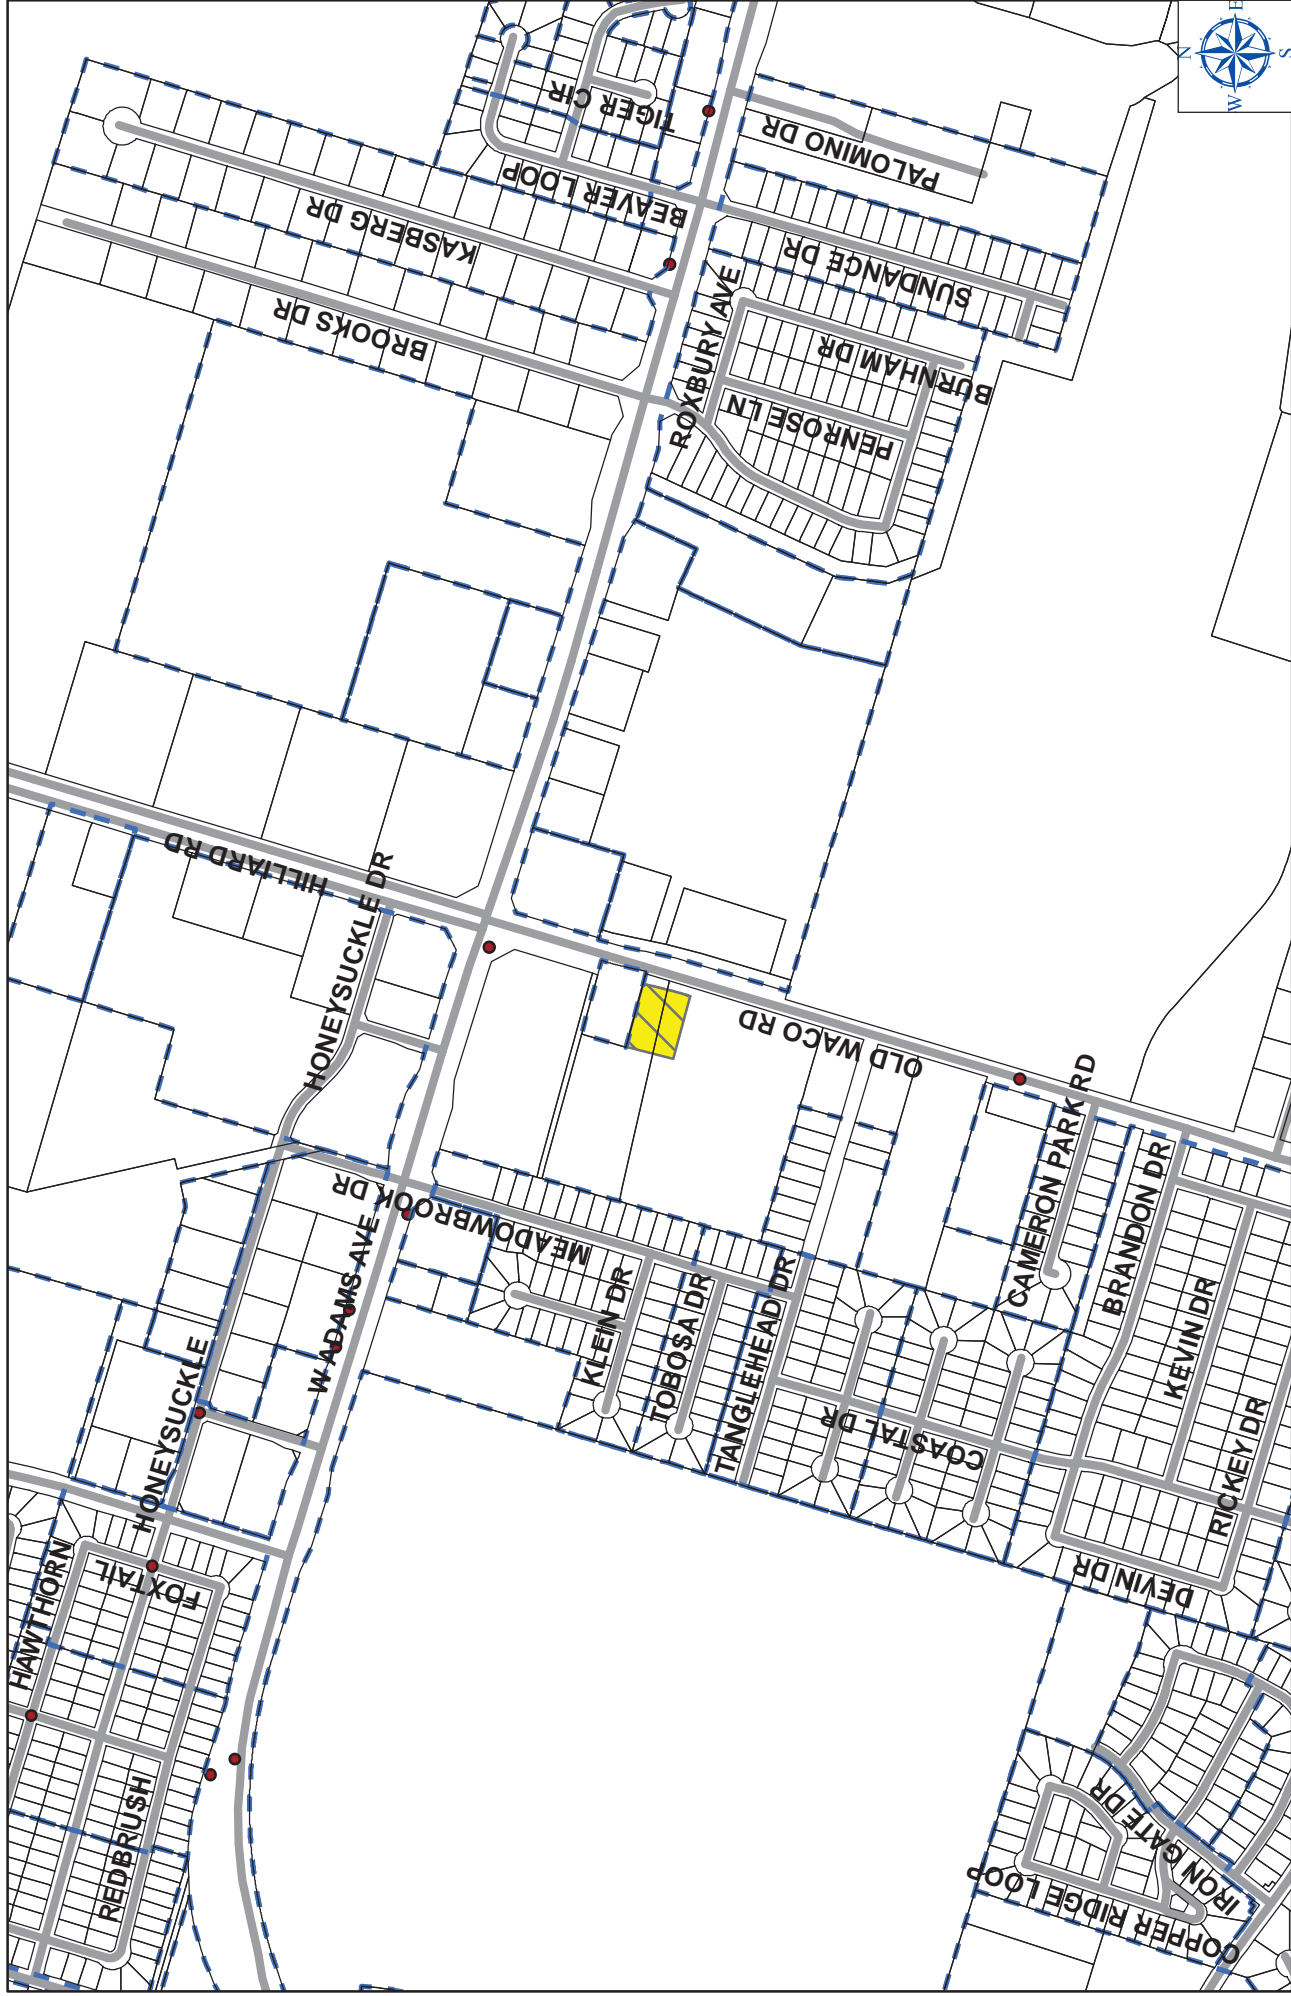 N
E
W
S
TIGER CIR
BEAVER LOOP
KASBERG DR
BROOKS DR
PALOMINO DR
SUNDANCE DR
ROXBURY AVE
BURNHAM DR
PENROSE LN
HILLIARD RD
HONEYSUCKLE DR
OLD WACO RD
MEADOWBROOK DR
W ADAMS AVE
HONEYSUCKLE
HAWTHORN
FOXTAIL
REDBRUSH
KLEIN DR
TOBOSA DR
TANGLEHEAD DR
COASTAL DR
CAMERON PARK RD
BRANDON DR
KEVIN DR
RICKEY DR
DEVIN DR
IRON GATE DR
COPPER RIDGE LOOP